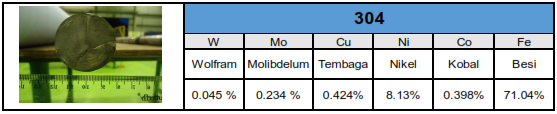 304
W Mo Cu Ni Co Fe
Wolfram Molibdelum Tembaga Nikel Kobal Besi
0.045 % 0.234 % 0.424% 8.13% 0.398% 71.04%